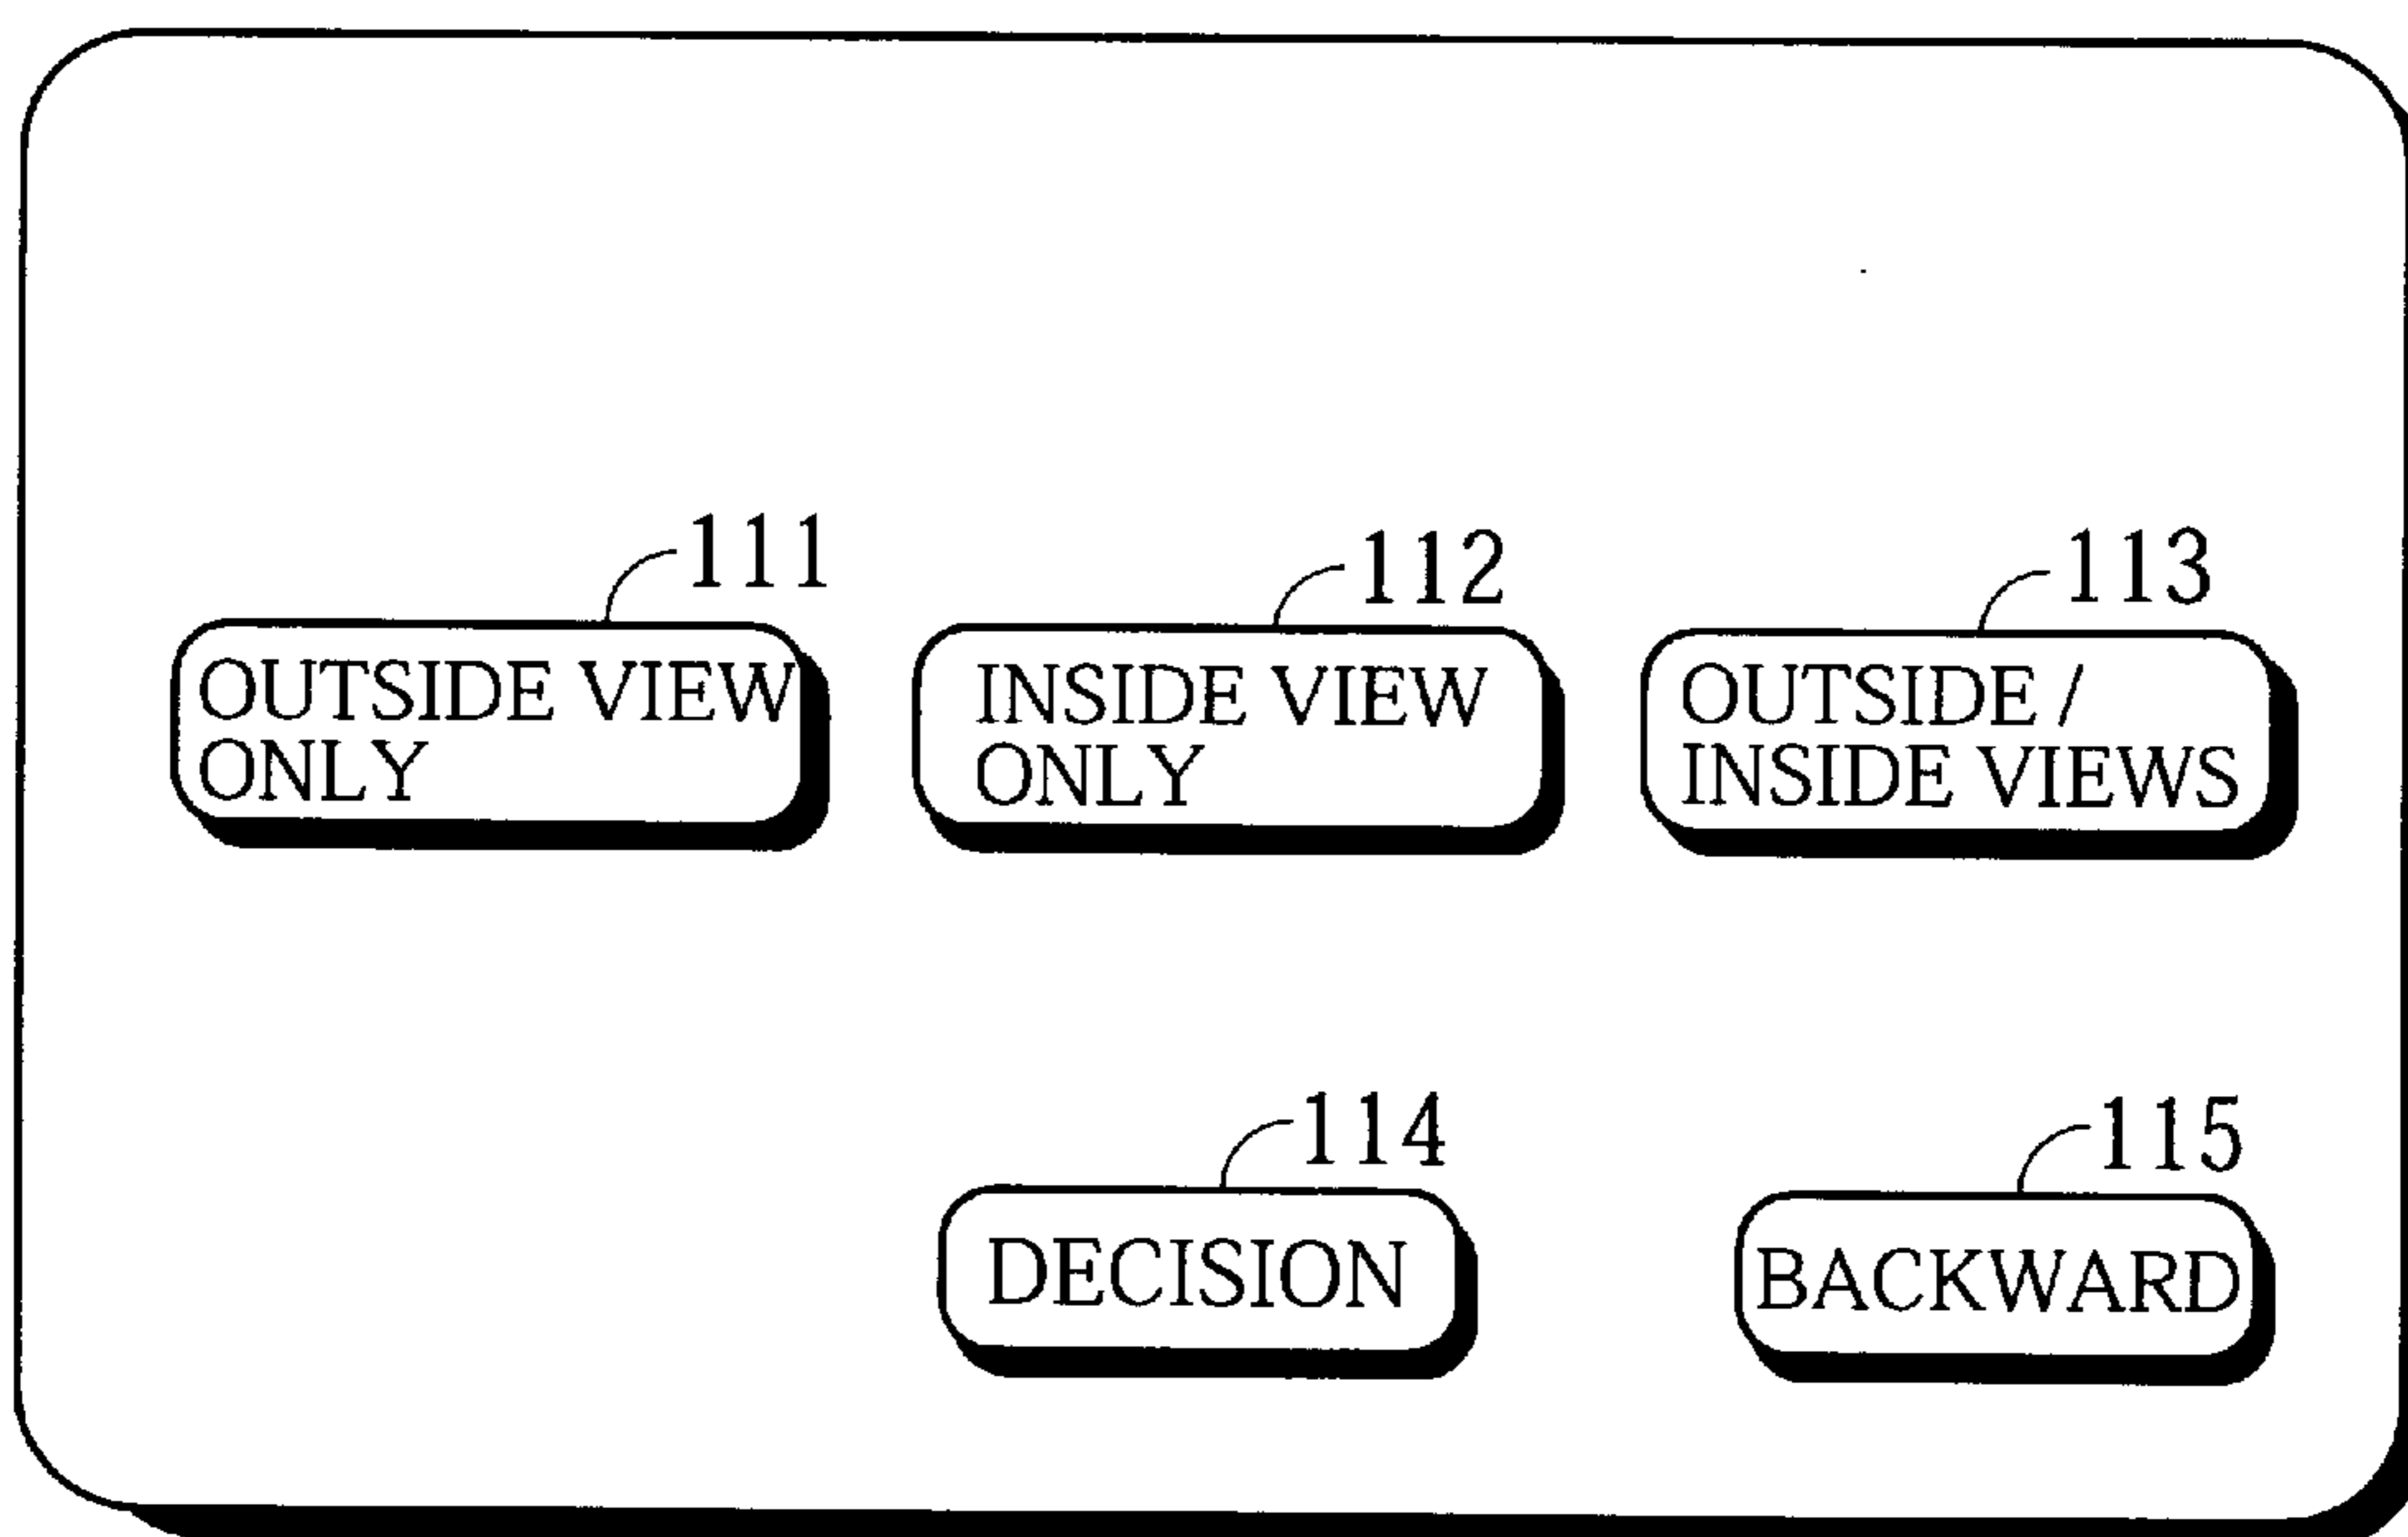 111
112
113
OUTSIDE VIEW
ONLY
INSIDE VIEW
ONLY
OUTSIDE /
INSIDE VIEWS
114
115
DECISION
BACKWARD